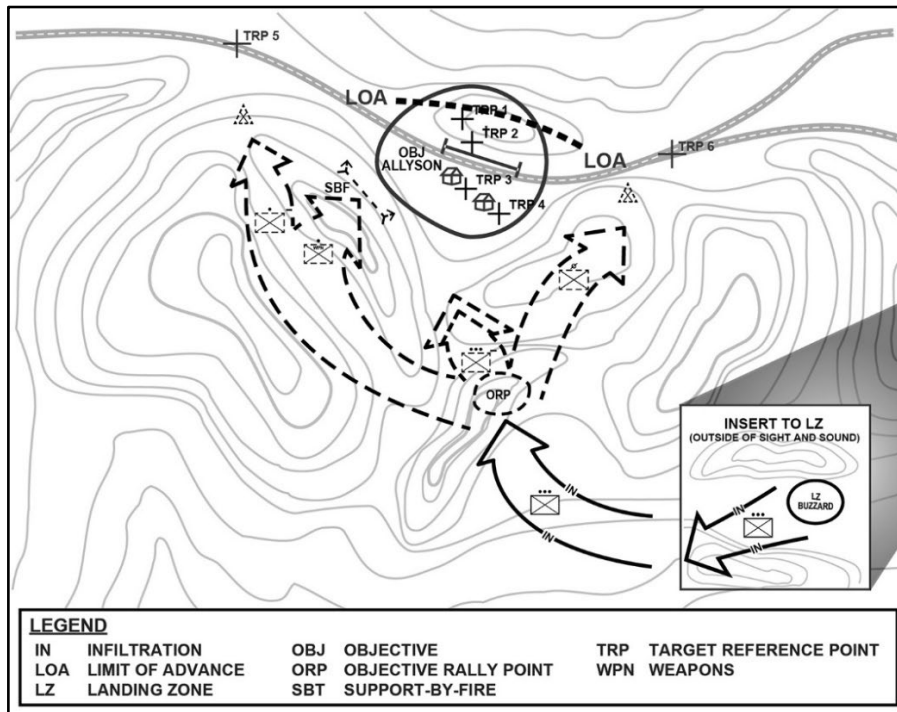 TRP 5
LOA
TRP 1
TRP 2
OBJ
ALLYSON
LOA
TRP 6
TRP 3
TRP 4
SBF
WPN
ORP
IN
IN
INSERT TO LZ
(OUTSIDE OF SIGHT AND SOUND)
LZ
BUZZARD
IN
IN
LEGEND
IN INFILTRATION OBJ OBJECTIVE TRP TARGET REFERENCE POINT
LOA LIMIT OF ADVANCE ORP OBJECTIVE RALLY POINT WPN WEAPONS
LZ LANDING ZONE SBT SUPPORT-BY-FIRE